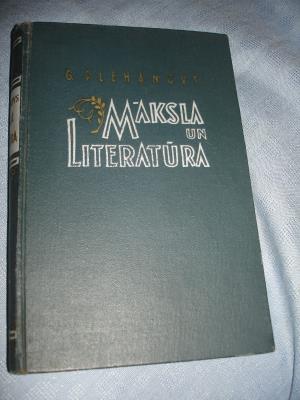 G. PLEHANOVS
MĀKSLA
UN
LITERATŪRA